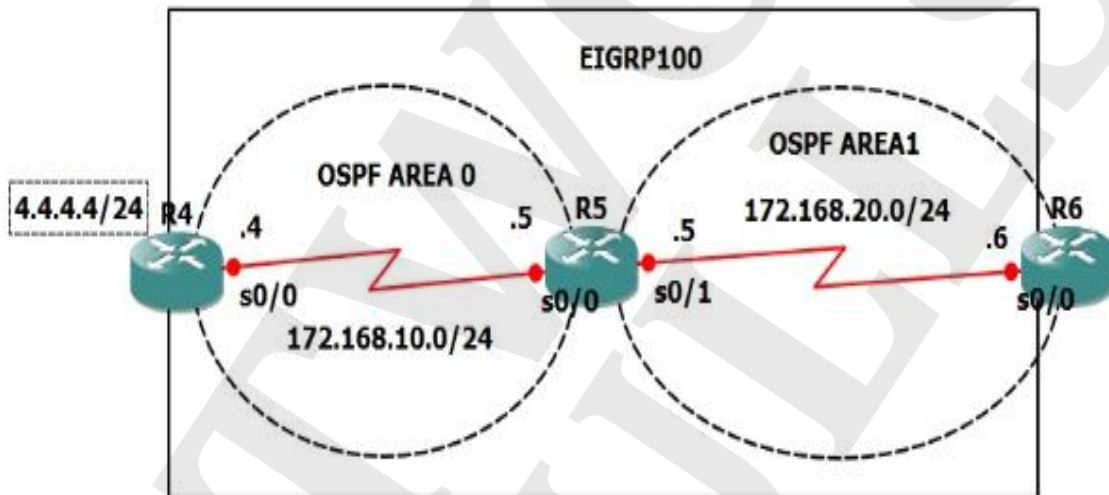 EIGRP100
OSPF AREA 0
OSPF AREA1
4.4.4.4/24
R4
.4
.5
R5
.5
172.168.20.0/24
.6
R6
s0/0
s0/0
s0/1
s0/0
172.168.10.0/24